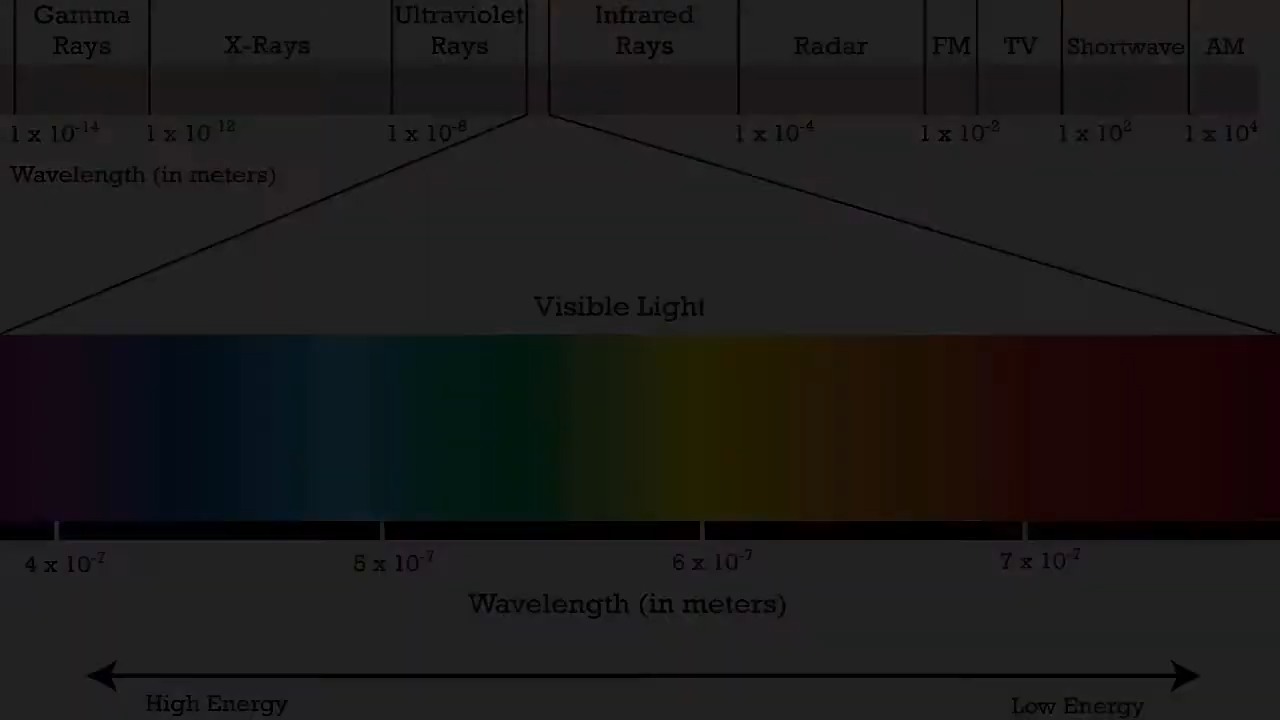 Gamma Rays
X-Rays
Ultraviolet Rays
Infrared Rays
Radar
FM
TV
Shortwave
AM
1 x 10⁻¹⁴
1 x 10⁻¹²
1 x 10⁻⁸
1 x 10⁻⁴
1 x 10⁻²
1 x 10²
1 x 10⁴
Wavelength (in meters)
Visible Light
4 x 10⁻⁷
5 x 10⁻⁷
6 x 10⁻⁷
7 x 10⁻⁷
Wavelength (in meters)
High Energy
Low Energy